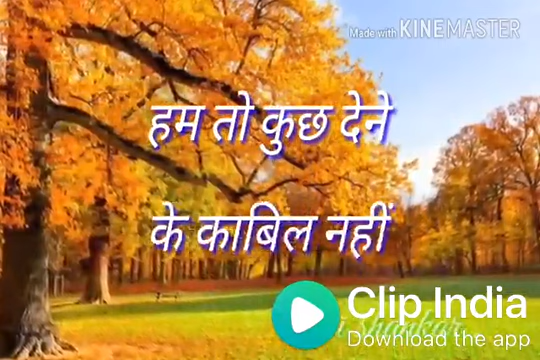 Made with KINEMASTER
हम तो कुछ देने
के काबिल नहीं
Clip India
Download the app